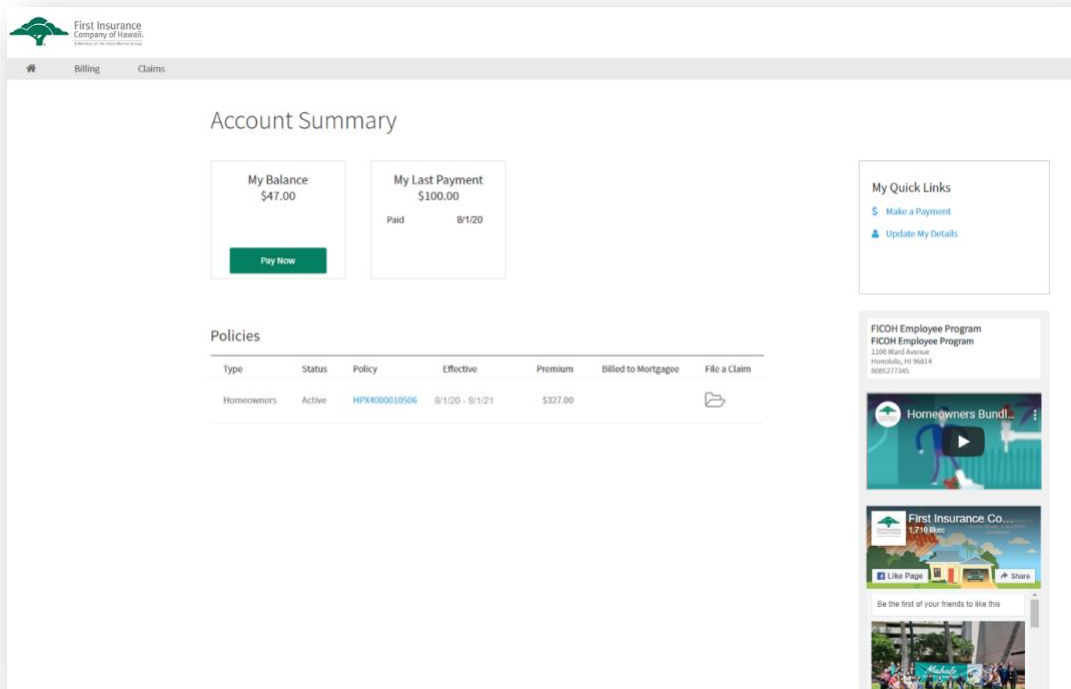 First Insurance
Company of Hawaii.
Billing Claims
Account Summary
My Balance
$47.00
Pay Now
My Last Payment
$100.00
Paid 8/1/20
My Quick Links
$ Make a Payment
Update My Details
Policies
Type Status Policy Effective Premium Billed to Mortgagee File a Claim
Homeowners Active HPX4000010506 8/1/20 - 8/1/21 $327.00
FICOH Employee Program
FICOH Employee Program
1100 Ward Avenue
Honolulu, HI 96814
8085277345
Homeowners Bundl...
First Insurance Co...
1,710 likes
Like Page
Share
Be the first of your friends to like this
Mahalo